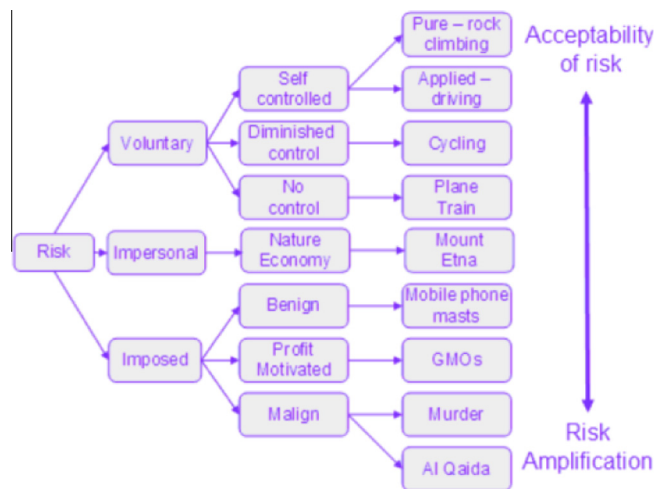 Pure – rock
climbing
Acceptability
of risk
Self
controlled
Applied –
driving
Voluntary
Diminished
control
Cycling
No
control
Plane
Train
Risk
Impersonal
Nature
Economy
Mount
Etna
Benign
Mobile phone
masts
Imposed
Profit
Motivated
GMOs
Malign
Murder
Risk
Amplification
Al Qaida